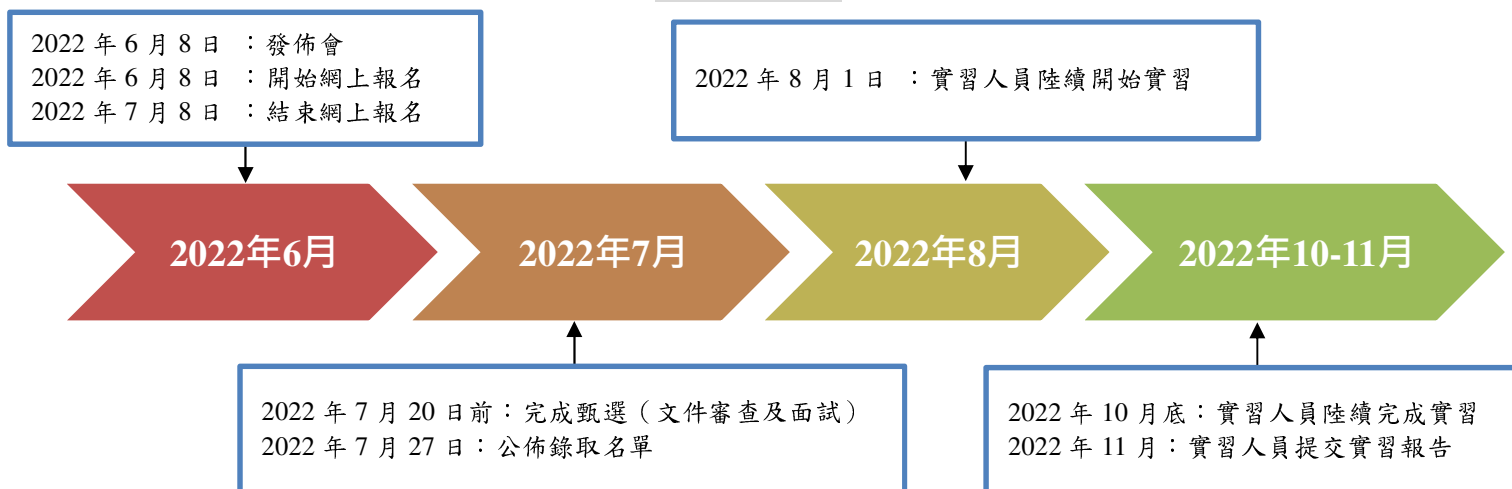 2022 年 6 月 8 日 ：發佈會
2022 年 6 月 8 日 ：開始網上報名
2022 年 7 月 8 日 ：結束網上報名
2022 年 8 月 1 日 ：實習人員陸續開始實習
2022年6月
2022年7月
2022年8月
2022年10-11月
2022 年 7 月 20 日前：完成甄選（文件審查及面試）
2022 年 7 月 27 日：公佈錄取名單
2022 年 10 月底：實習人員陸續完成實習
2022 年 11 月：實習人員提交實習報告